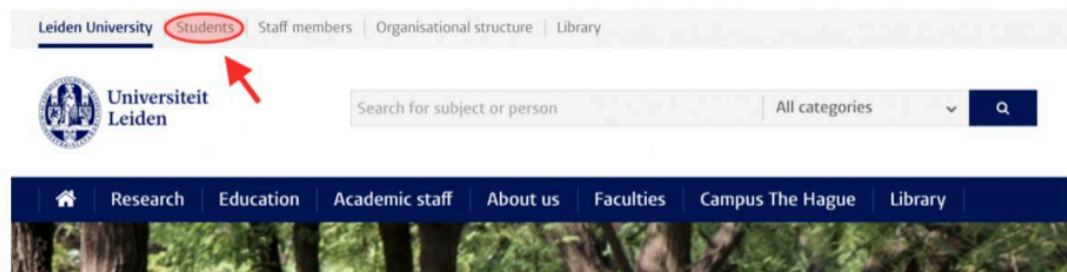 Leiden University Students Staff members Organisational structure Library
Universiteit
Leiden
Search for subject or person All categories
Research Education Academic staff About us Faculties Campus The Hague Library